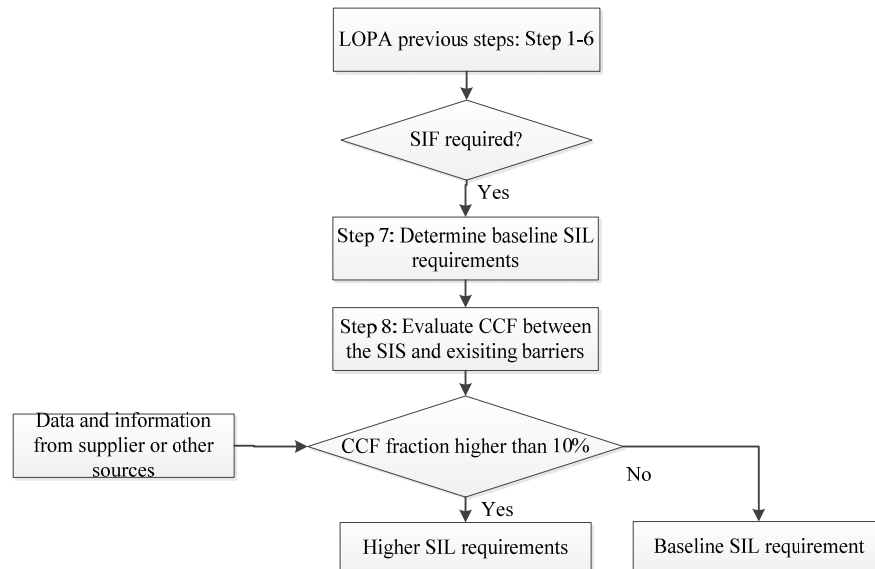 LOPA previous steps: Step 1-6
SIF required?
Yes
Step 7: Determine baseline SIL
requirements
Step 8: Evaluate CCF between
the SIS and exisiting barriers
Data and information
from supplier or other
sources
CCF fraction higher than 10%
No
Yes
Higher SIL requirements
Baseline SIL requirement